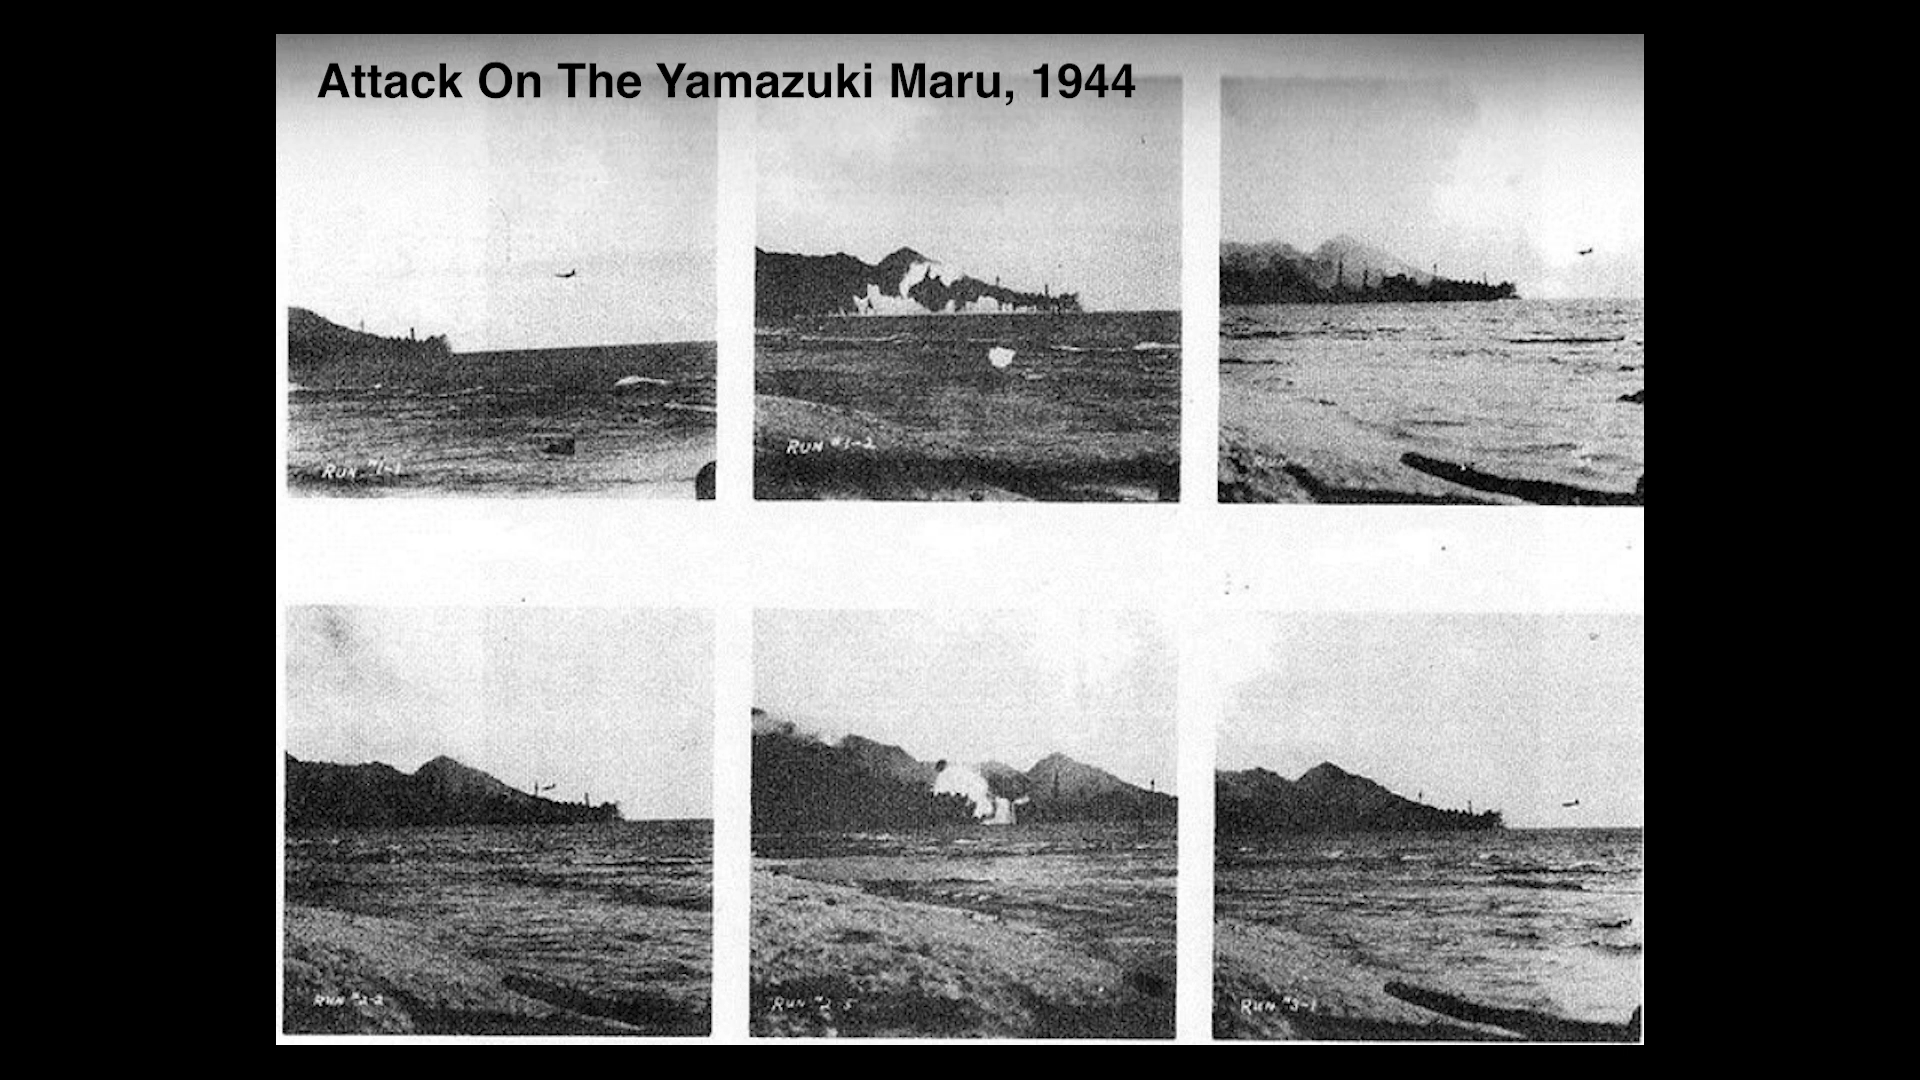 Attack On The Yamazuki Maru, 1944
RUN #1-1
RUN #1-2
RUN #2-2
RUN #2-5
RUN #3-1